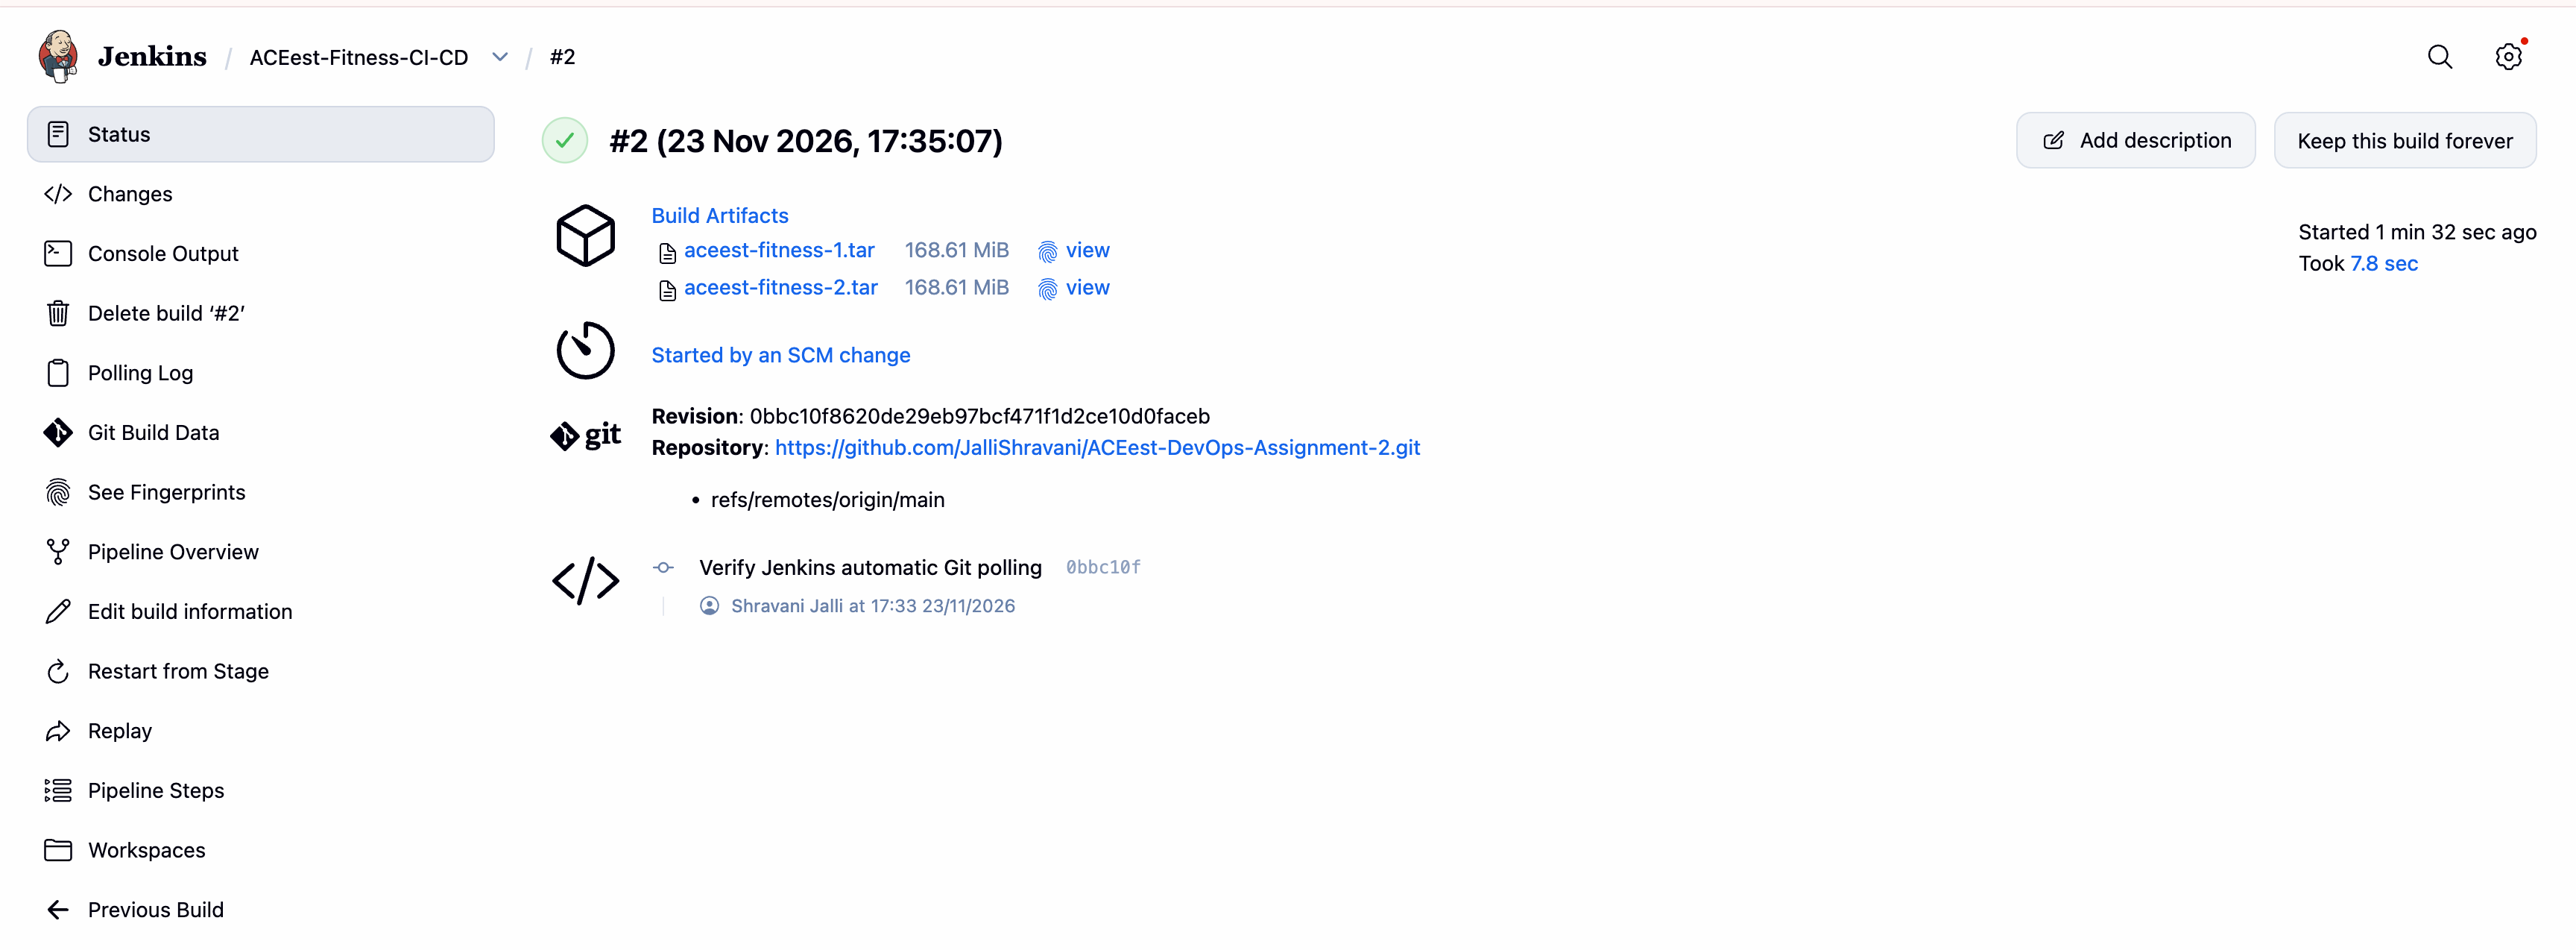 Jenkins / ACEest-Fitness-CI-CD / #2
Status
Changes
Console Output
Delete build ‘#2’
Polling Log
Git Build Data
See Fingerprints
Pipeline Overview
Edit build information
Restart from Stage
Replay
Pipeline Steps
Workspaces
Previous Build
#2 (23 Nov 2026, 17:35:07)
Add description
Keep this build forever
Started 1 min 32 sec ago
Took 7.8 sec
Build Artifacts
aceest-fitness-1.tar 168.61 MiB view
aceest-fitness-2.tar 168.61 MiB view
Started by an SCM change
git
Revision: 0bbc10f8620de29eb97bcf471f1d2ce10d0faceb
Repository: https://github.com/JalliShravani/ACEest-DevOps-Assignment-2.git
• refs/remotes/origin/main
Verify Jenkins automatic Git polling 0bbc10f
Shravani Jalli at 17:33 23/11/2026